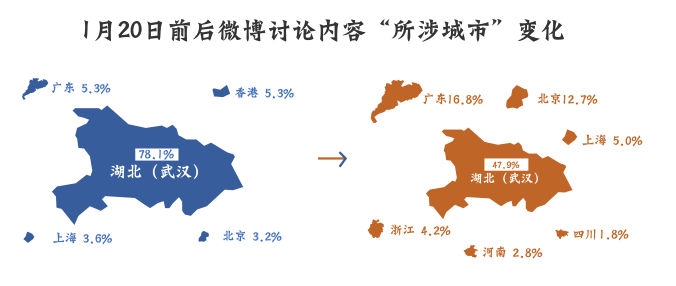 1月20日前后微博讨论内容“所涉城市”变化
广东 5.3%
香港 5.3%
78.1%
湖北（武汉）
上海 3.6%
北京 3.2%
广东16.8%
北京12.7%
上海 5.0%
47.9%
湖北（武汉）
浙江 4.2%
四川1.8%
河南 2.8%